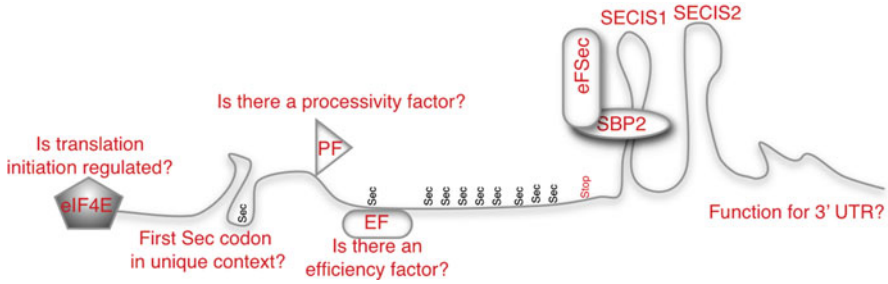 SECIS1
SECIS2
eFSec
SBP2
Is there a processivity factor?
PF
Is translation
initiation regulated?
eIF4E
Sec
First Sec codon
in unique context?
Sec
Sec
Sec
Sec
Sec
Sec
Sec
Sec
Sec
Stop
EF
Is there an
efficiency factor?
Function for 3' UTR?